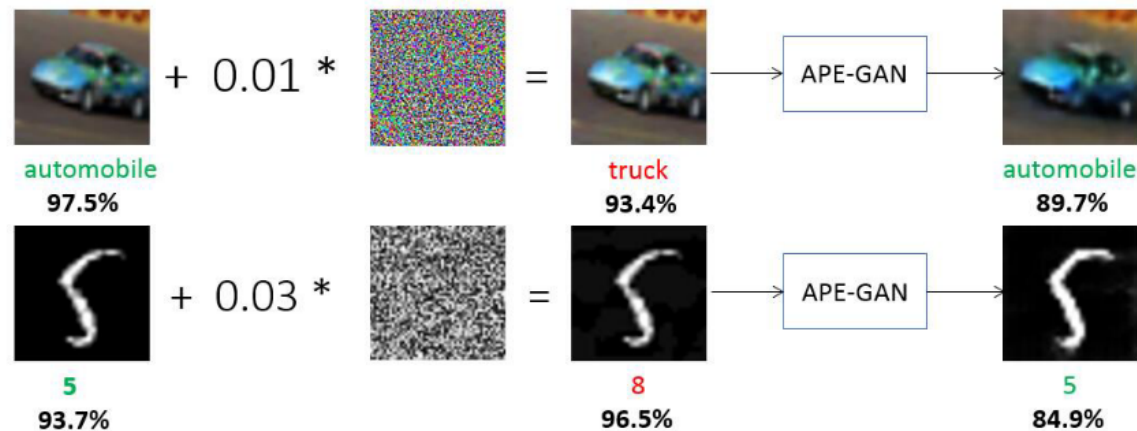 + 0.01 * = APE-GAN
automobile truck automobile
97.5% 93.4% 89.7%
+ 0.03 * = APE-GAN
5 8 5
93.7% 96.5% 84.9%